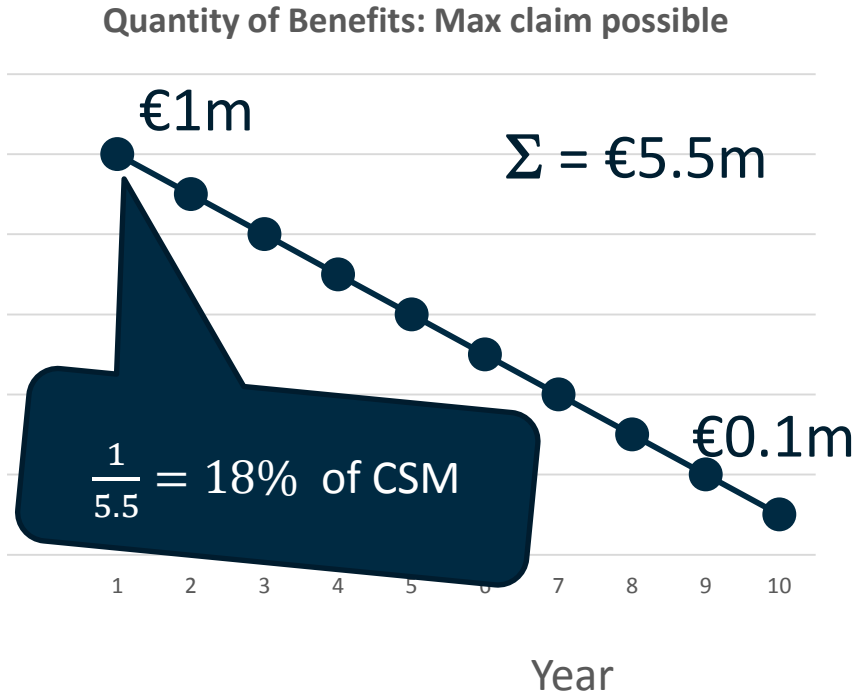 Quantity of Benefits: Max claim possible
€1m
Σ = €5.5m
€0.1m
1/5.5 = 18% of CSM
1 2 3 4 5 6 7 8 9 10
Year